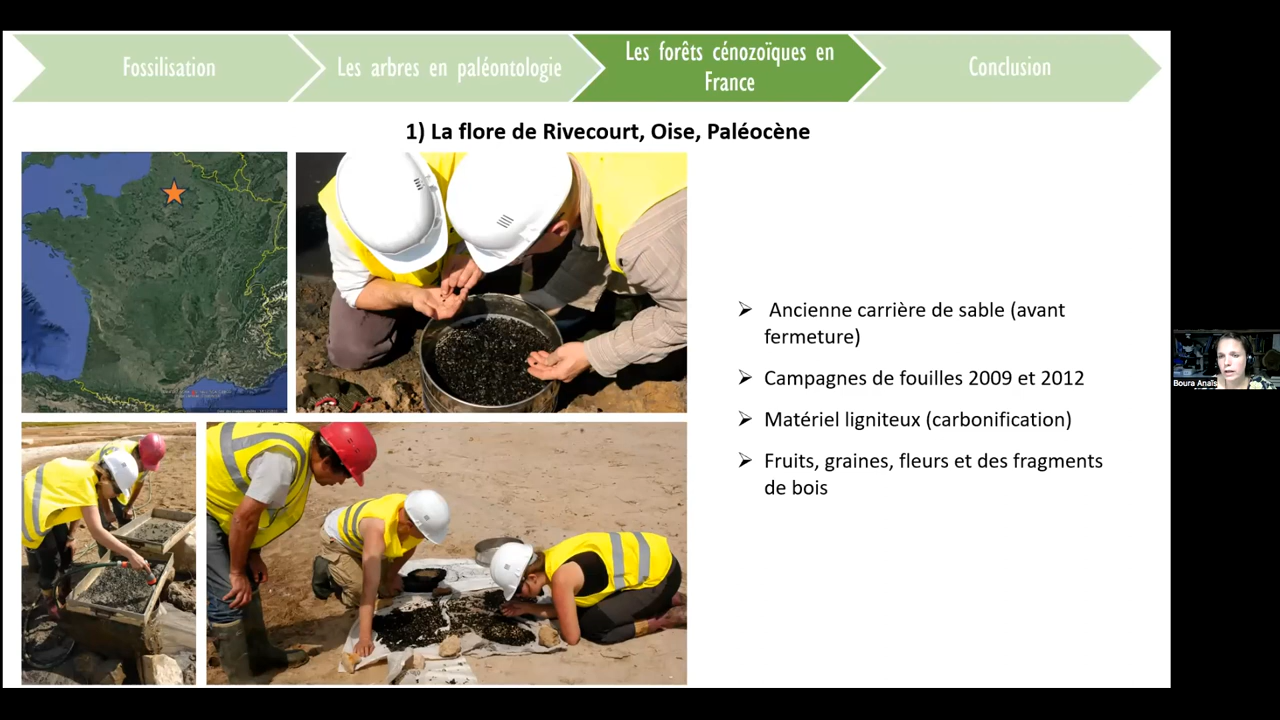 Fossilisation
Les arbres en paléontologie
Les forêts cénozoïques en
France
Conclusion
1) La flore de Rivecourt, Oise, Paléocène
➢ Ancienne carrière de sable (avant
fermeture)
➢ Campagnes de fouilles 2009 et 2012
➢ Matériel ligniteux (carbonification)
➢ Fruits, graines, fleurs et des fragments
de bois
Boura Anaïs